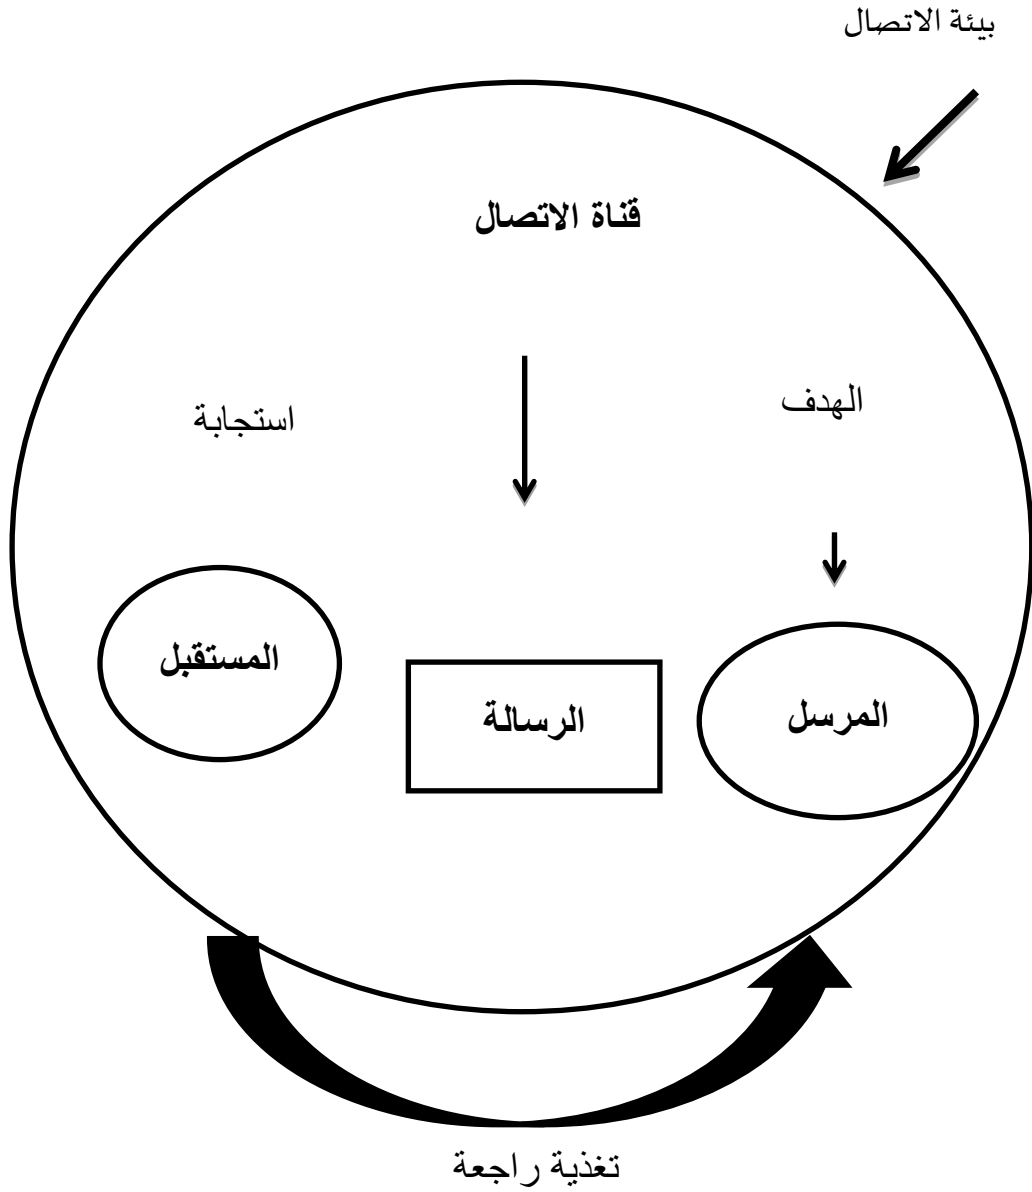 بيئة الاتصال
قناة الاتصال
الهدف
استجابة
المرسل
الرسالة
المستقبل
تغذية راجعة